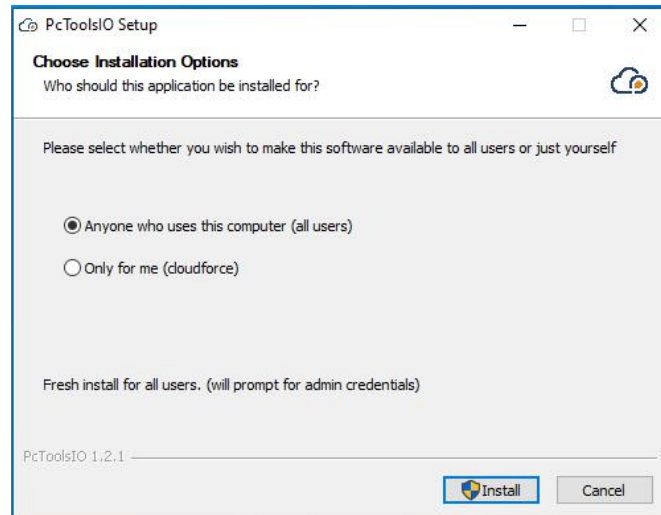 PcToolsIO Setup
Choose Installation Options
Who should this application be installed for?
Please select whether you wish to make this software available to all users or just yourself
Anyone who uses this computer (all users)
Only for me (cloudforce)
Fresh install for all users. (will prompt for admin credentials)
PcToolsIO 1.2.1
Install Cancel